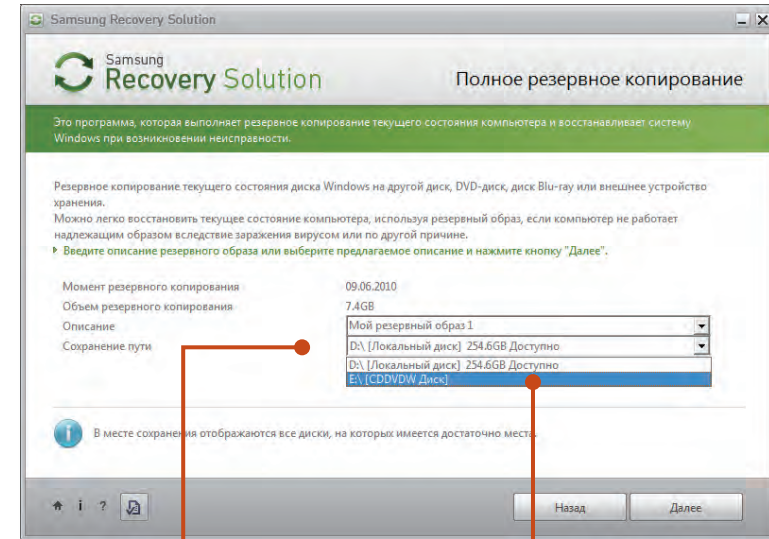 Samsung Recovery Solution
Samsung
Recovery Solution
Полное резервное копирование
Это программа, которая выполняет резервное копирование текущего состояния компьютера и восстанавливает систему
Windows при возникновении неисправности.
Резервное копирование текущего состояния диска Windows на другой диск, DVD-диск, диск Blu-ray или внешнее устройство
хранения.
Можно легко восстановить текущее состояние компьютера, используя резервный образ, если компьютер не работает
надлежащим образом вследствие заражения вирусом или по другой причине.
Введите описание резервного образа или выберите предлагаемое описание и нажмите кнопку "Далее".
Момент резервного копирования 09.06.2010
Объем резервного копирования 7.4GB
Описание Мой резервный образ 1
Сохранение пути D:\ [Локальный диск] 254.6GB Доступно
D:\ [Локальный диск] 254.6GB Доступно
E:\ [CDDVDW Диск]
В месте сохранения отображаются все диски, на которых имеется достаточно места.
i ?
Назад Далее